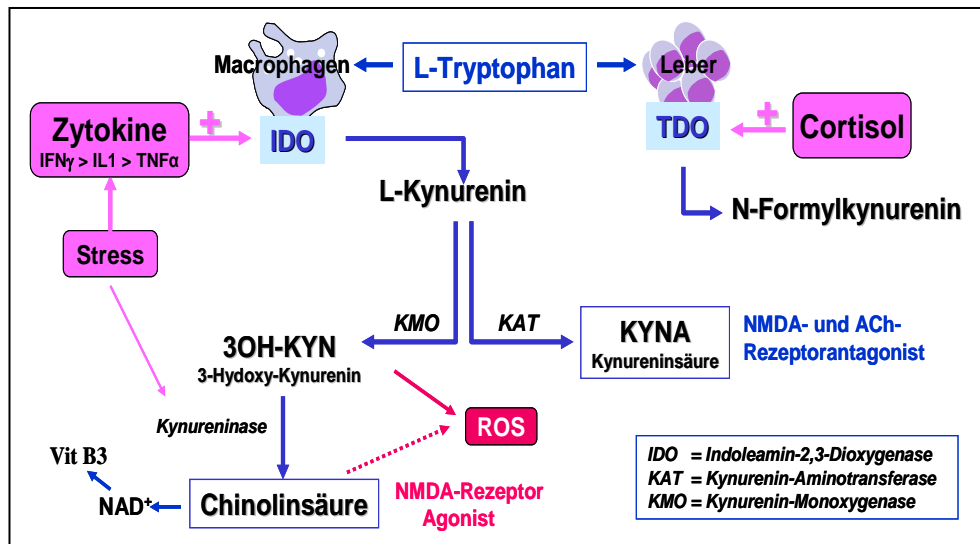 Macrophagen
L-Tryptophan
Leber
Zytokine
IFNγ > IL1 > TNFα
+
IDO
TDO
+
Cortisol
L-Kynurenin
N-Formylkynurenin
Stress
KMO
KAT
3OH-KYN
3-Hydoxy-Kynurenin
KYNA
Kynureninsäure
NMDA- und ACh-
Rezeptorantagonist
Kynureninase
ROS
Vit B3
NAD+
Chinolinsäure
NMDA-Rezeptor
Agonist
IDO = Indoleamin-2,3-Dioxygenase
KAT = Kynurenin-Aminotransferase
KMO = Kynurenin-Monoxygenase